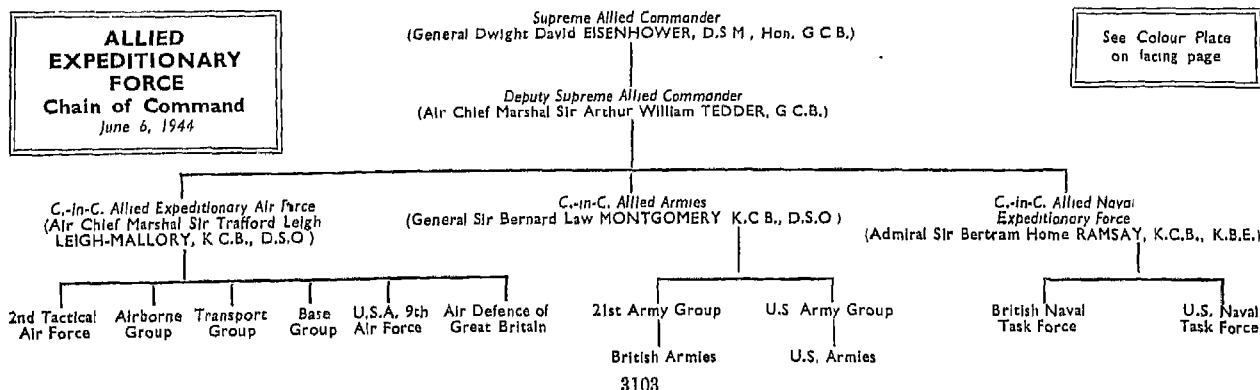 ALLIED
EXPEDITIONARY
FORCE
Chain of Command
June 6, 1944
Supreme Allied Commander
(General Dwight David EISENHOWER, D.S M , Hon. G C B.)
See Colour Plate
on facing page
Deputy Supreme Allied Commander
(Air Chief Marshal Sir Arthur William TEDDER, G C.B.)
C.-in-C. Allied Expeditionary Air Force
(Air Chief Marshal Sir Trafford Leigh
LEIGH-MALLORY, K C.B., D.S.O )
C.-in-C. Allied Armies
(General Sir Bernard Law MONTGOMERY K.C.B., D.S.O )
C.-in-C. Allied Naval
Expeditionary Force
(Admiral Sir Bertram Home RAMSAY, K.C.B., K.B.E.)
2nd Tactical
Air Force
Airborne
Group
Transport
Group
Base
Group
U.S.A. 9th
Air Force
Air Defence of
Great Britain
21st Army Group
British Armies
U.S Army Group
U.S. Armies
British Naval
Task Force
U.S. Naval
Task Force
3103